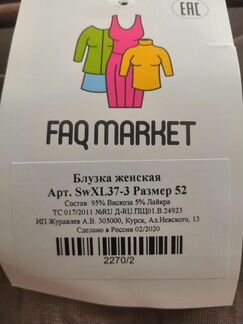 EAC
FAQ MARKET
Блузка женская
Арт. SwXL37-3 Размер 52
Состав: 95% Вискоза 5% Лайкра
ТС 017/2011 №RU Д-RU.ПЩ01.В.24923
ИП Журавлев А.В. 305000, Курск, Ал.Невского, 13
Сделано в России 02/2020
2270/2